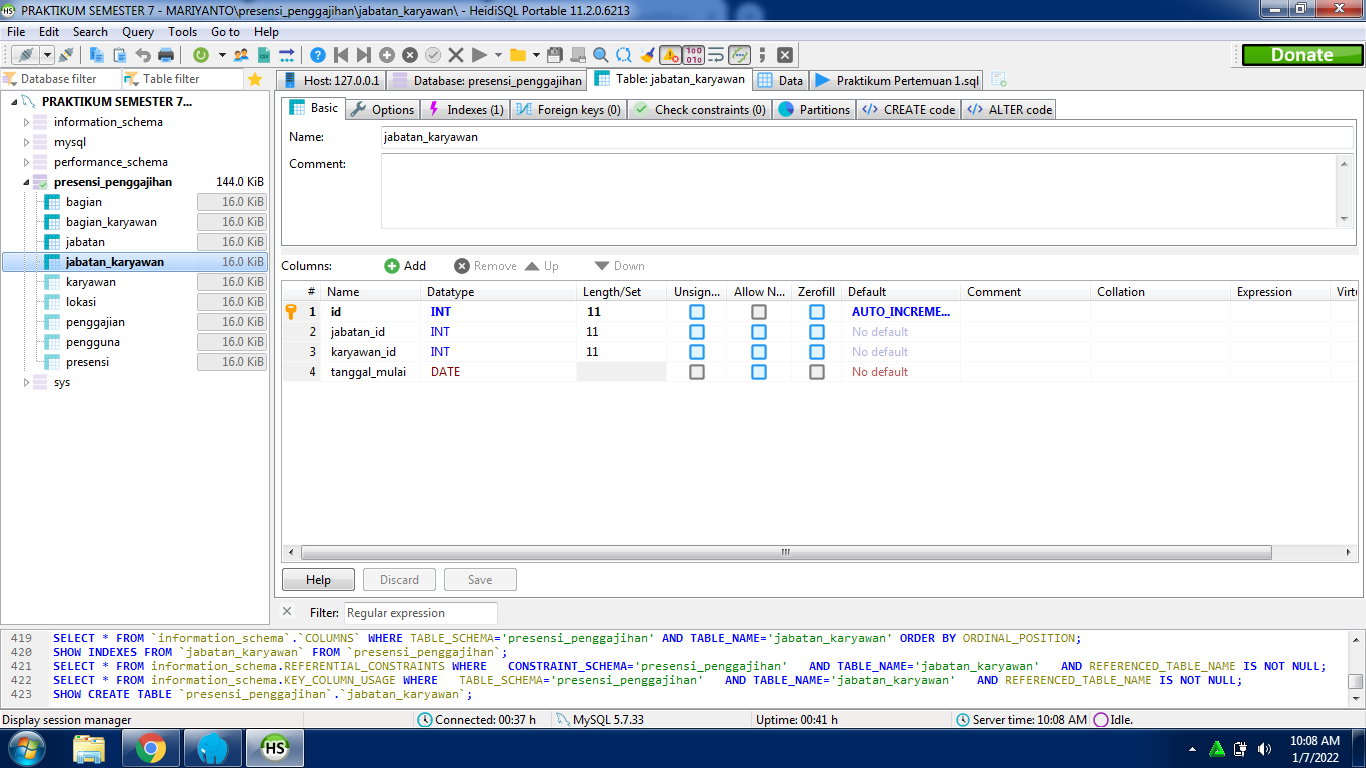 PRAKTIKUM SEMESTER 7 - MARIYANTO\presensi_penggajihan\jabatan_karyawan\ - HeidiSQL Portable 11.2.0.6213
File Edit Search Query Tools Go to Help
Donate
Database filter Table filter
Host: 127.0.0.1 Database: presensi_penggajihan Table: jabatan_karyawan Data Praktikum Pertemuan 1.sql
PRAKTIKUM SEMESTER 7...
information_schema
mysql
performance_schema
presensi_penggajihan 144.0 KiB
bagian 16.0 KiB
bagian_karyawan 16.0 KiB
jabatan 16.0 KiB
jabatan_karyawan 16.0 KiB
karyawan 16.0 KiB
lokasi 16.0 KiB
penggajian 16.0 KiB
pengguna 16.0 KiB
presensi 16.0 KiB
sys
Basic Options Indexes (1) Foreign keys (0) Check constraints (0) Partitions CREATE code ALTER code
Name: jabatan_karyawan
Comment:
Columns: Add Remove Up Down
# Name Datatype Length/Set Unsign... Allow N... Zerofill Default Comment Collation Expression Virtu
1 id INT 11 AUTO_INCREME...
2 jabatan_id INT 11 No default
3 karyawan_id INT 11 No default
4 tanggal_mulai DATE No default
Help Discard Save
Filter: Regular expression
419 SELECT * FROM `information_schema`.`COLUMNS` WHERE TABLE_SCHEMA='presensi_penggajihan' AND TABLE_NAME='jabatan_karyawan' ORDER BY ORDINAL_POSITION;
420 SHOW INDEXES FROM `jabatan_karyawan` FROM `presensi_penggajihan`;
421 SELECT * FROM information_schema.REFERENTIAL_CONSTRAINTS WHERE CONSTRAINT_SCHEMA='presensi_penggajihan' AND TABLE_NAME='jabatan_karyawan' AND REFERENCED_TABLE_NAME IS NOT NULL;
422 SELECT * FROM information_schema.KEY_COLUMN_USAGE WHERE TABLE_SCHEMA='presensi_penggajihan' AND TABLE_NAME='jabatan_karyawan' AND REFERENCED_TABLE_NAME IS NOT NULL;
423 SHOW CREATE TABLE `presensi_penggajihan`.`jabatan_karyawan`;
Display session manager Connected: 00:37 h MySQL 5.7.33 Uptime: 00:41 h Server time: 10:08 AM Idle.
HS
10:08 AM
1/7/2022